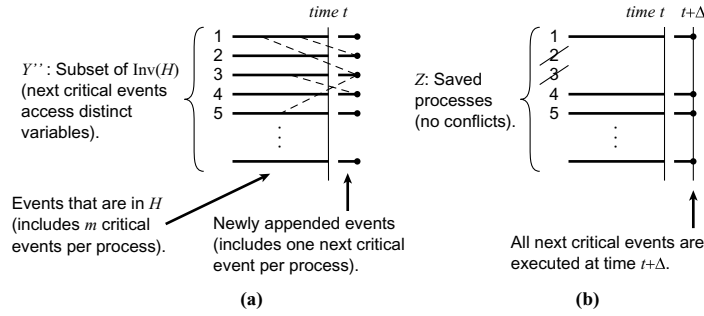 time t
1
2
3
4
5
Y'' : Subset of Inv(H)
(next critical events
access distinct
variables).
Events that are in H
(includes m critical
events per process).
Newly appended events
(includes one next critical
event per process).
(a)
time t
t+Δ
1
2
3
4
5
Z: Saved
processes
(no conflicts).
All next critical events are
executed at time t+Δ.
(b)